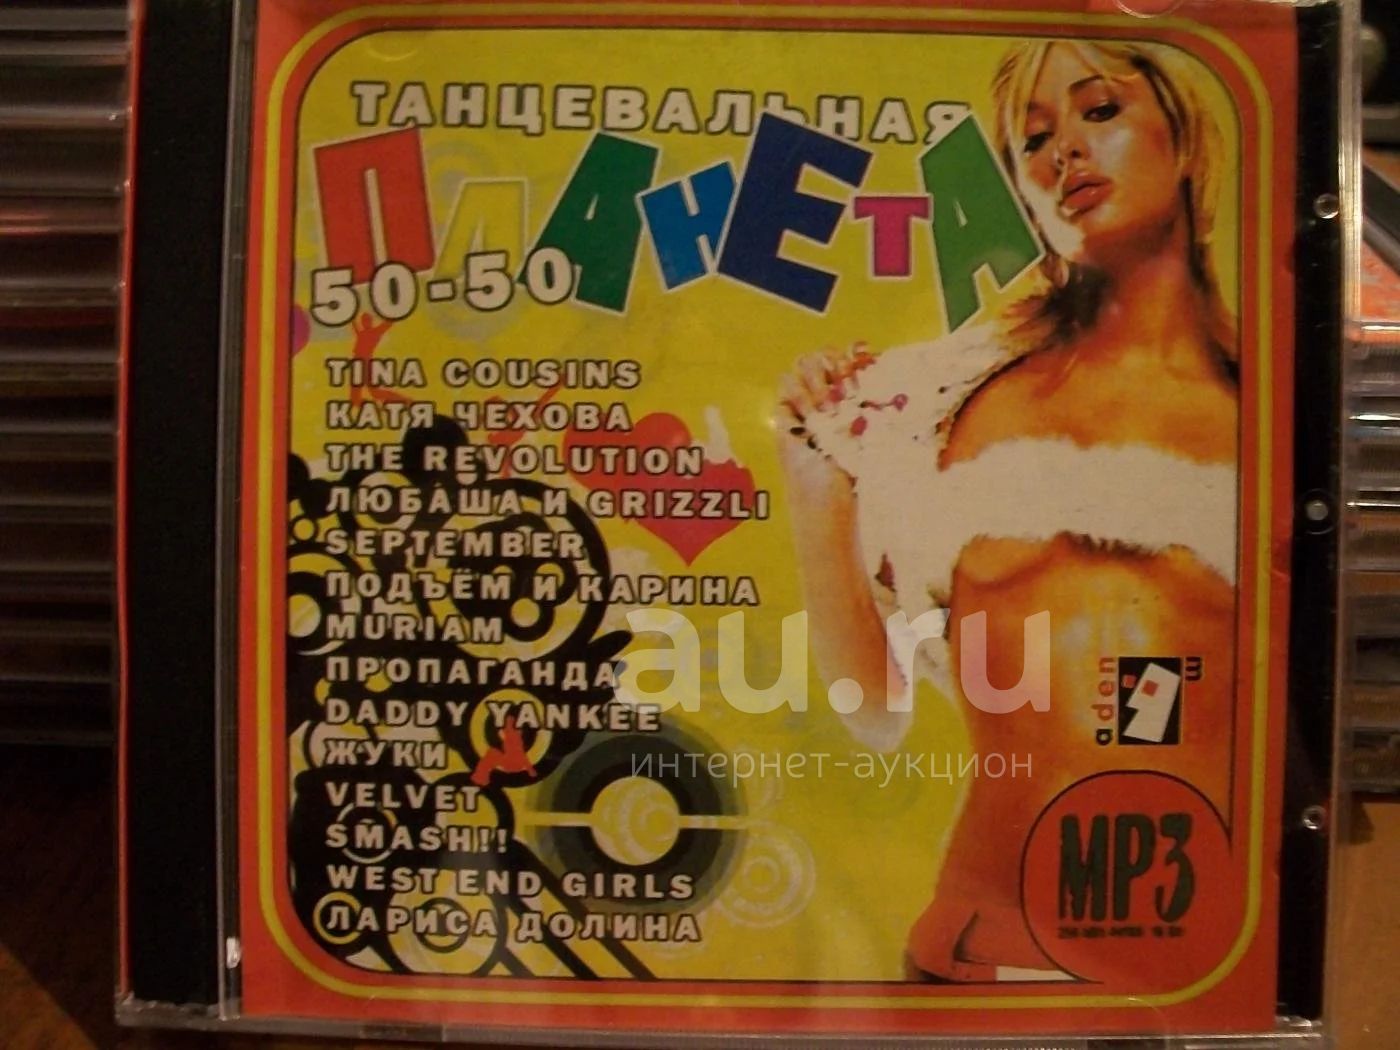 ТАНЦЕВАЛЬНАЯ
ПЛАНЕТА
50-50
TINA COUSINS
КАТЯ ЧЕХОВА
THE REVOLUTION
ЛЮБАША И GRIZZLI
SEPTEMBER
ПОДЪЁМ И КАРИНА
MURIAM
ПРОПАГАНДА
DADDY YANKEE
ЖУКИ
VELVET
SMASH!!
WEST END GIRLS
ЛАРИСА ДОЛИНА
au.ru
интернет-аукцион
aden
MP3